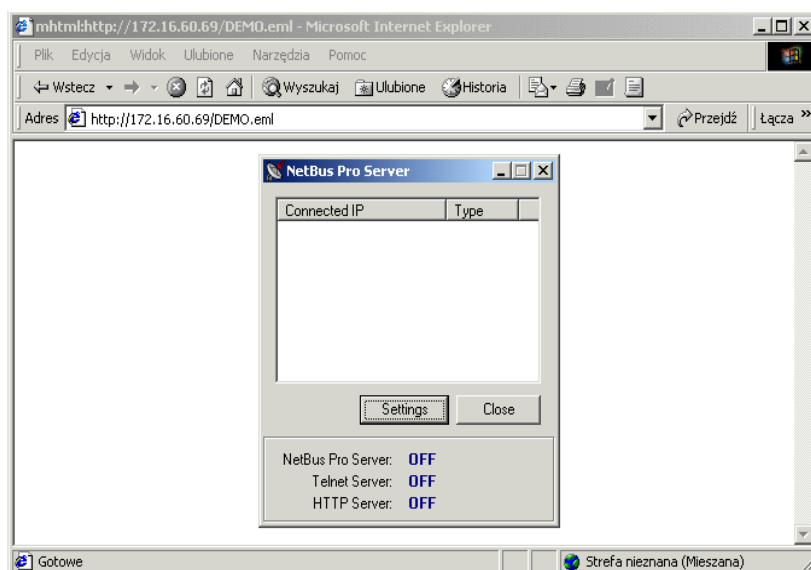 mhtml:http://172.16.60.69/DEMO.eml - Microsoft Internet Explorer
Plik Edycja Widok Ulubione Narzędzia Pomoc
Wstecz Wyszukaj Ulubione Historia
Adres http://172.16.60.69/DEMO.eml Przejdź Łącza »
NetBus Pro Server
Connected IP Type
Settings Close
NetBus Pro Server: OFF
Telnet Server: OFF
HTTP Server: OFF
Gotowe Strefa nieznana (Mieszana)